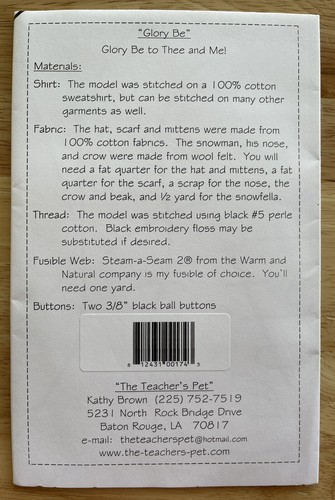 "Glory Be"
Glory Be to Thee and Me!
Materials:
Shirt: The model was stitched on a 100% cotton
sweatshirt, but can be stitched on many other
garments as well.
Fabric: The hat, scarf and mittens were made from
100% cotton fabrics. The snowman, his nose,
and crow were made from wool felt. You will
need a fat quarter for the hat and mittens, a fat
quarter for the scarf, a scrap for the nose, the
crow and beak, and ½ yard for the snowfella.
Thread: The model was stitched using black #5 perle
cotton. Black embroidery floss may be
substituted if desired.
Fusible Web: Steam-a-Seam 2® from the Warm and
Natural company is my fusible of choice. You'll
need one yard.
Buttons: Two 3/8" black ball buttons
8 12431 00174 3
"The Teacher's Pet"
Kathy Brown (225) 752-7519
5231 North Rock Bridge Drive
Baton Rouge, LA 70817
e-mail: theteacherspet@hotmail.com
www.the-teachers-pet.com